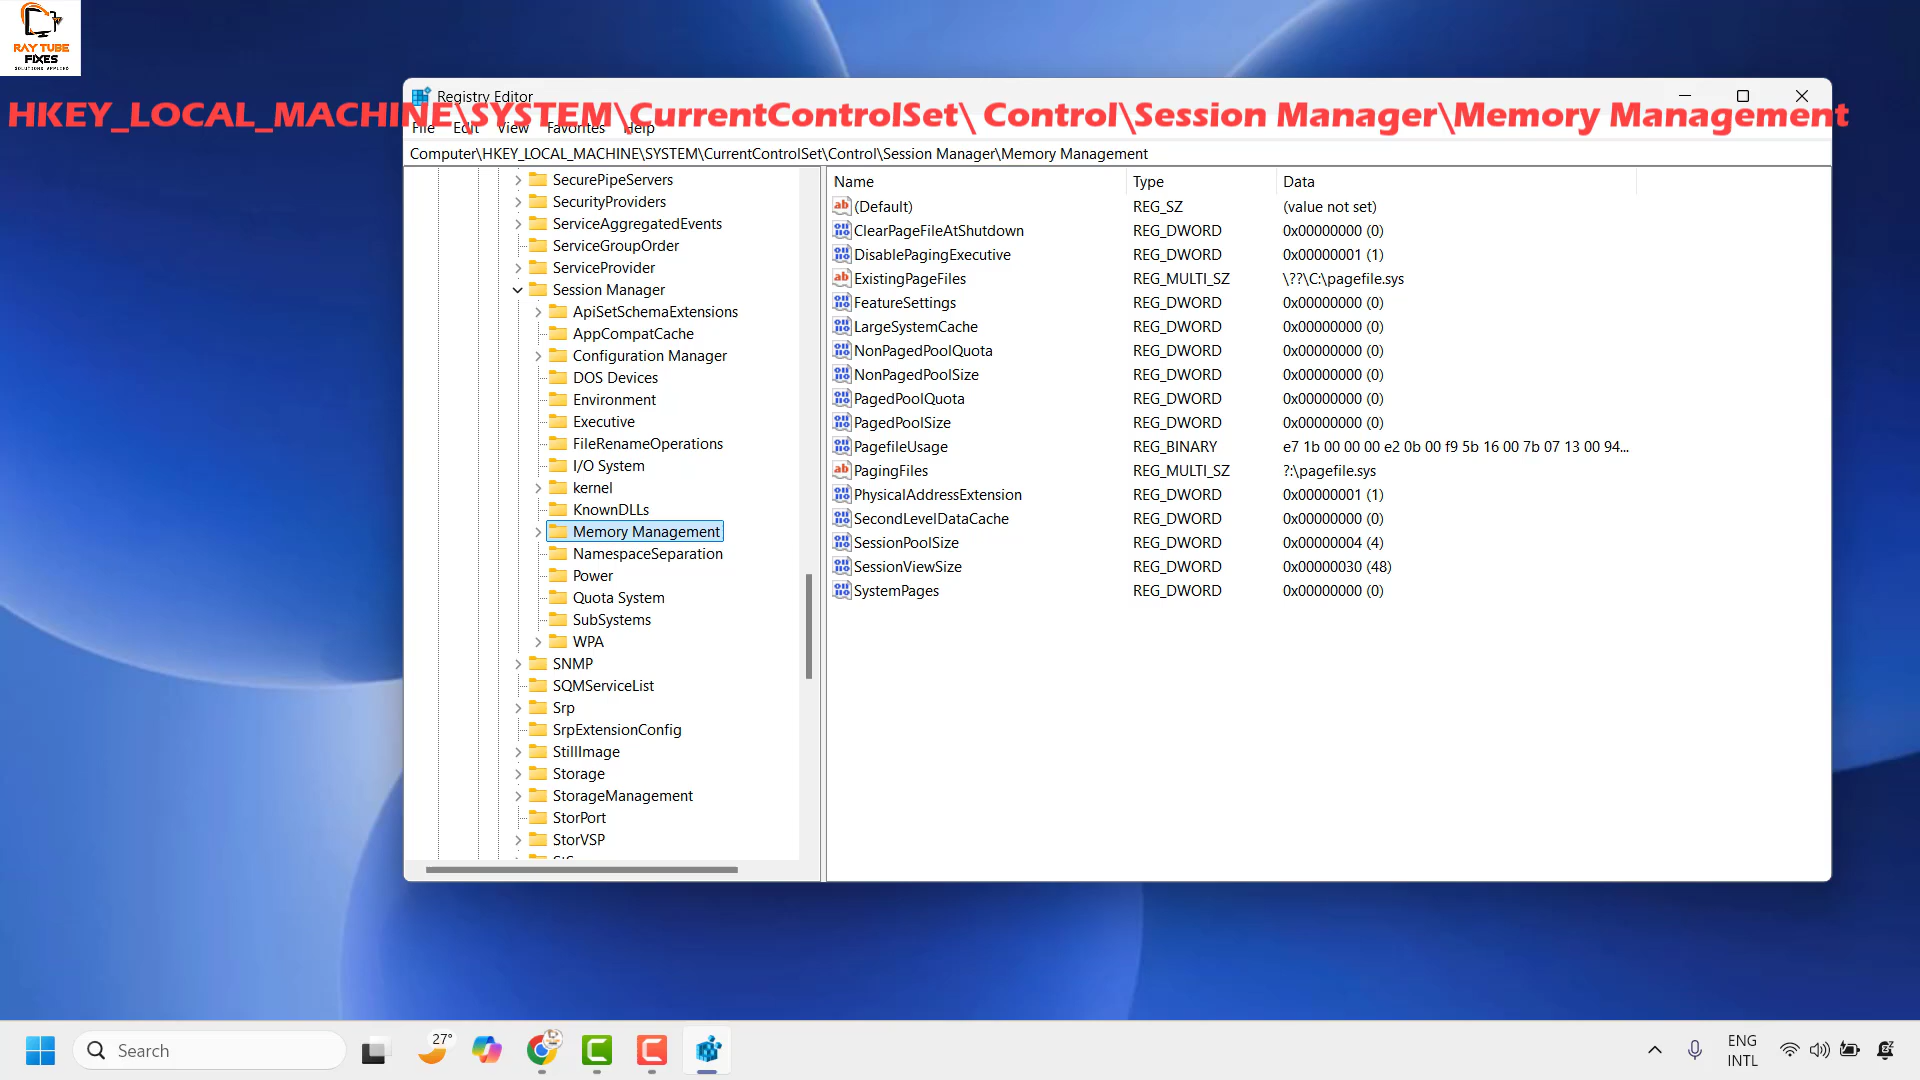 RAY TUBE
FIXES
SOLUTIONS APPLIED
Registry Editor
HKEY_LOCAL_MACHINE\SYSTEM\CurrentControlSet\ Control\Session Manager\Memory Management
File Edit View Favorites Help
Computer\HKEY_LOCAL_MACHINE\SYSTEM\CurrentControlSet\Control\Session Manager\Memory Management
SecurePipeServers
SecurityProviders
ServiceAggregatedEvents
ServiceGroupOrder
ServiceProvider
Session Manager
ApiSetSchemaExtensions
AppCompatCache
Configuration Manager
DOS Devices
Environment
Executive
FileRenameOperations
I/O System
kernel
KnownDLLs
Memory Management
NamespaceSeparation
Power
Quota System
SubSystems
WPA
SNMP
SQMServiceList
Srp
SrpExtensionConfig
StillImage
Storage
StorageManagement
StorPort
StorVSP
Name Type Data
(Default) REG_SZ (value not set)
ClearPageFileAtShutdown REG_DWORD 0x00000000 (0)
DisablePagingExecutive REG_DWORD 0x00000001 (1)
ExistingPageFiles REG_MULTI_SZ \??\C:\pagefile.sys
FeatureSettings REG_DWORD 0x00000000 (0)
LargeSystemCache REG_DWORD 0x00000000 (0)
NonPagedPoolQuota REG_DWORD 0x00000000 (0)
NonPagedPoolSize REG_DWORD 0x00000000 (0)
PagedPoolQuota REG_DWORD 0x00000000 (0)
PagedPoolSize REG_DWORD 0x00000000 (0)
PagefileUsage REG_BINARY e7 1b 00 00 00 e2 0b 00 f9 5b 16 00 7b 07 13 00 94...
PagingFiles REG_MULTI_SZ ?:\pagefile.sys
PhysicalAddressExtension REG_DWORD 0x00000001 (1)
SecondLevelDataCache REG_DWORD 0x00000000 (0)
SessionPoolSize REG_DWORD 0x00000004 (4)
SessionViewSize REG_DWORD 0x00000030 (48)
SystemPages REG_DWORD 0x00000000 (0)
Search
27°
ENG
INTL